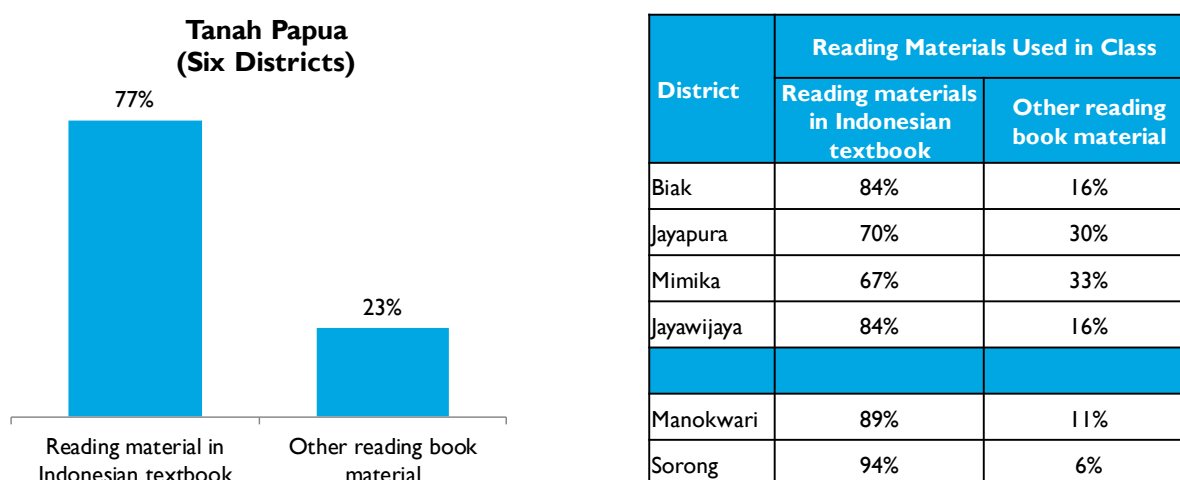 Tanah Papua
(Six Districts)
77%
23%
Reading material in
Indonesian textbook
Other reading book
material
District
Reading Materials Used in Class
Reading materials
in Indonesian
textbook
Other reading
book material
Biak 84% 16%
Jayapura 70% 30%
Mimika 67% 33%
Jayawijaya 84% 16%
Manokwari 89% 11%
Sorong 94% 6%